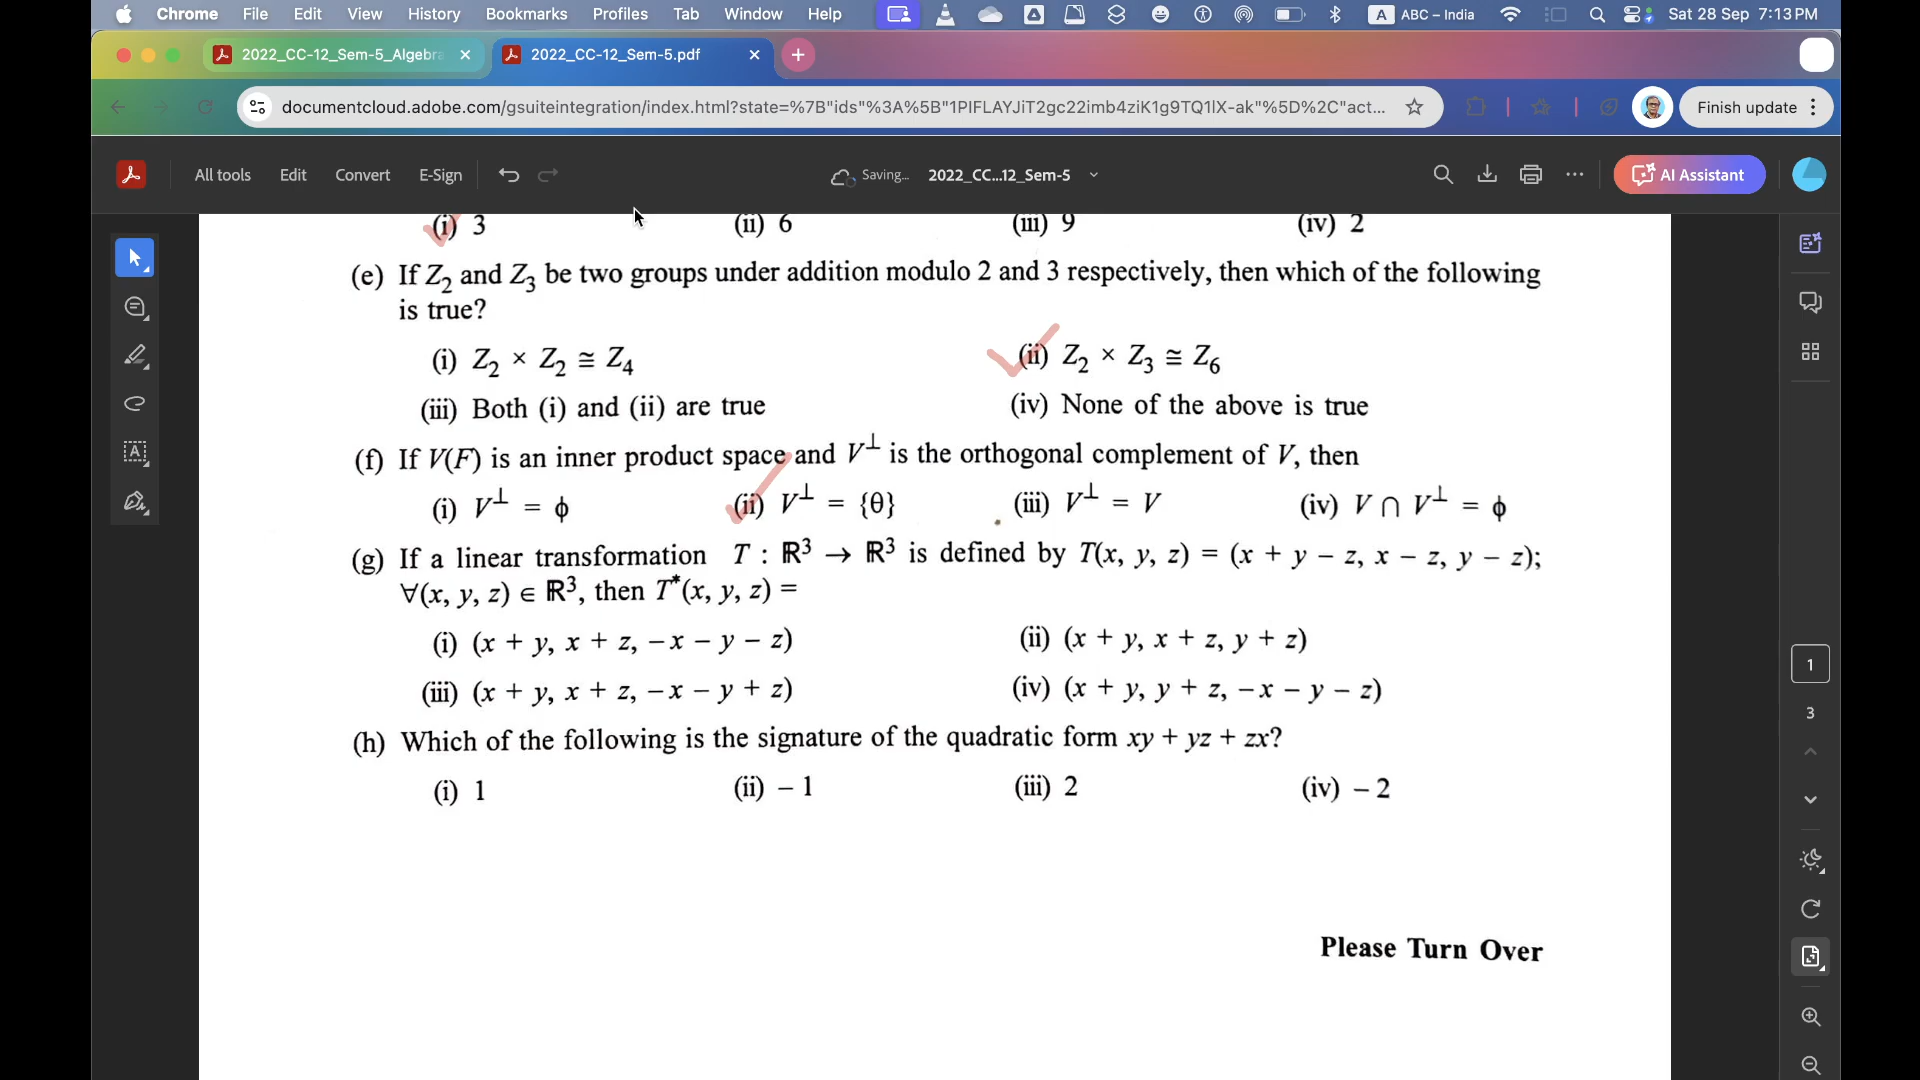 Chrome File Edit View History Bookmarks Profiles Tab Window Help A ABC – India Sat 28 Sep 7:13 PM
2022_CC-12_Sem-5_Algebra 2022_CC-12_Sem-5.pdf
documentcloud.adobe.com/gsuiteintegration/index.html?state=%7B"ids"%3A%5B"1PIFLAYJiT2gc22imb4ziK1g9TQ1lX-ak"%5D%2C"act... Finish update
All tools Edit Convert E-Sign Saving... 2022_CC...12_Sem-5 AI Assistant
(i) 3 (ii) 6 (iii) 9 (iv) 2
(e) If Z₂ and Z₃ be two groups under addition modulo 2 and 3 respectively, then which of the following
is true?
(i) Z₂ × Z₂ ≅ Z₄ (ii) Z₂ × Z₃ ≅ Z₆
(iii) Both (i) and (ii) are true (iv) None of the above is true
(f) If V(F) is an inner product space and V⊥ is the orthogonal complement of V, then
(i) V⊥ = ϕ (ii) V⊥ = {θ} (iii) V⊥ = V (iv) V ∩ V⊥ = ϕ
(g) If a linear transformation T : ℝ³ → ℝ³ is defined by T(x, y, z) = (x + y – z, x – z, y – z);
∀(x, y, z) ∈ ℝ³, then T*(x, y, z) =
(i) (x + y, x + z, –x – y – z) (ii) (x + y, x + z, y + z)
(iii) (x + y, x + z, –x – y + z) (iv) (x + y, y + z, –x – y – z)
(h) Which of the following is the signature of the quadratic form xy + yz + zx?
(i) 1 (ii) – 1 (iii) 2 (iv) – 2
Please Turn Over
1
3